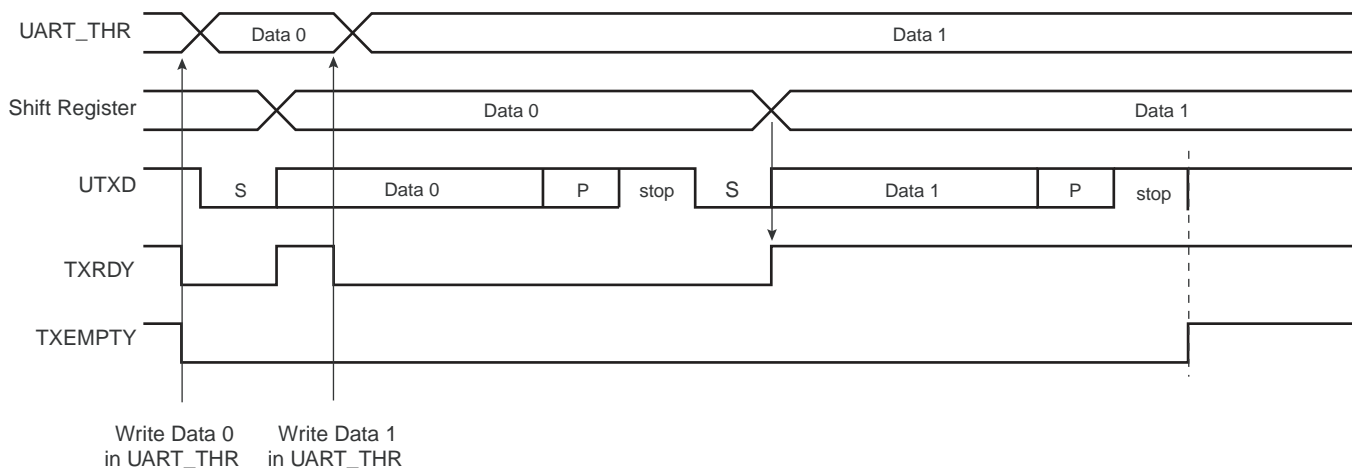 UART_THR
Data 0
Data 1
Shift Register
Data 0
Data 1
UTXD
S
Data 0
P
stop
S
Data 1
P
stop
TXRDY
TXEMPTY
Write Data 0
in UART_THR
Write Data 1
in UART_THR